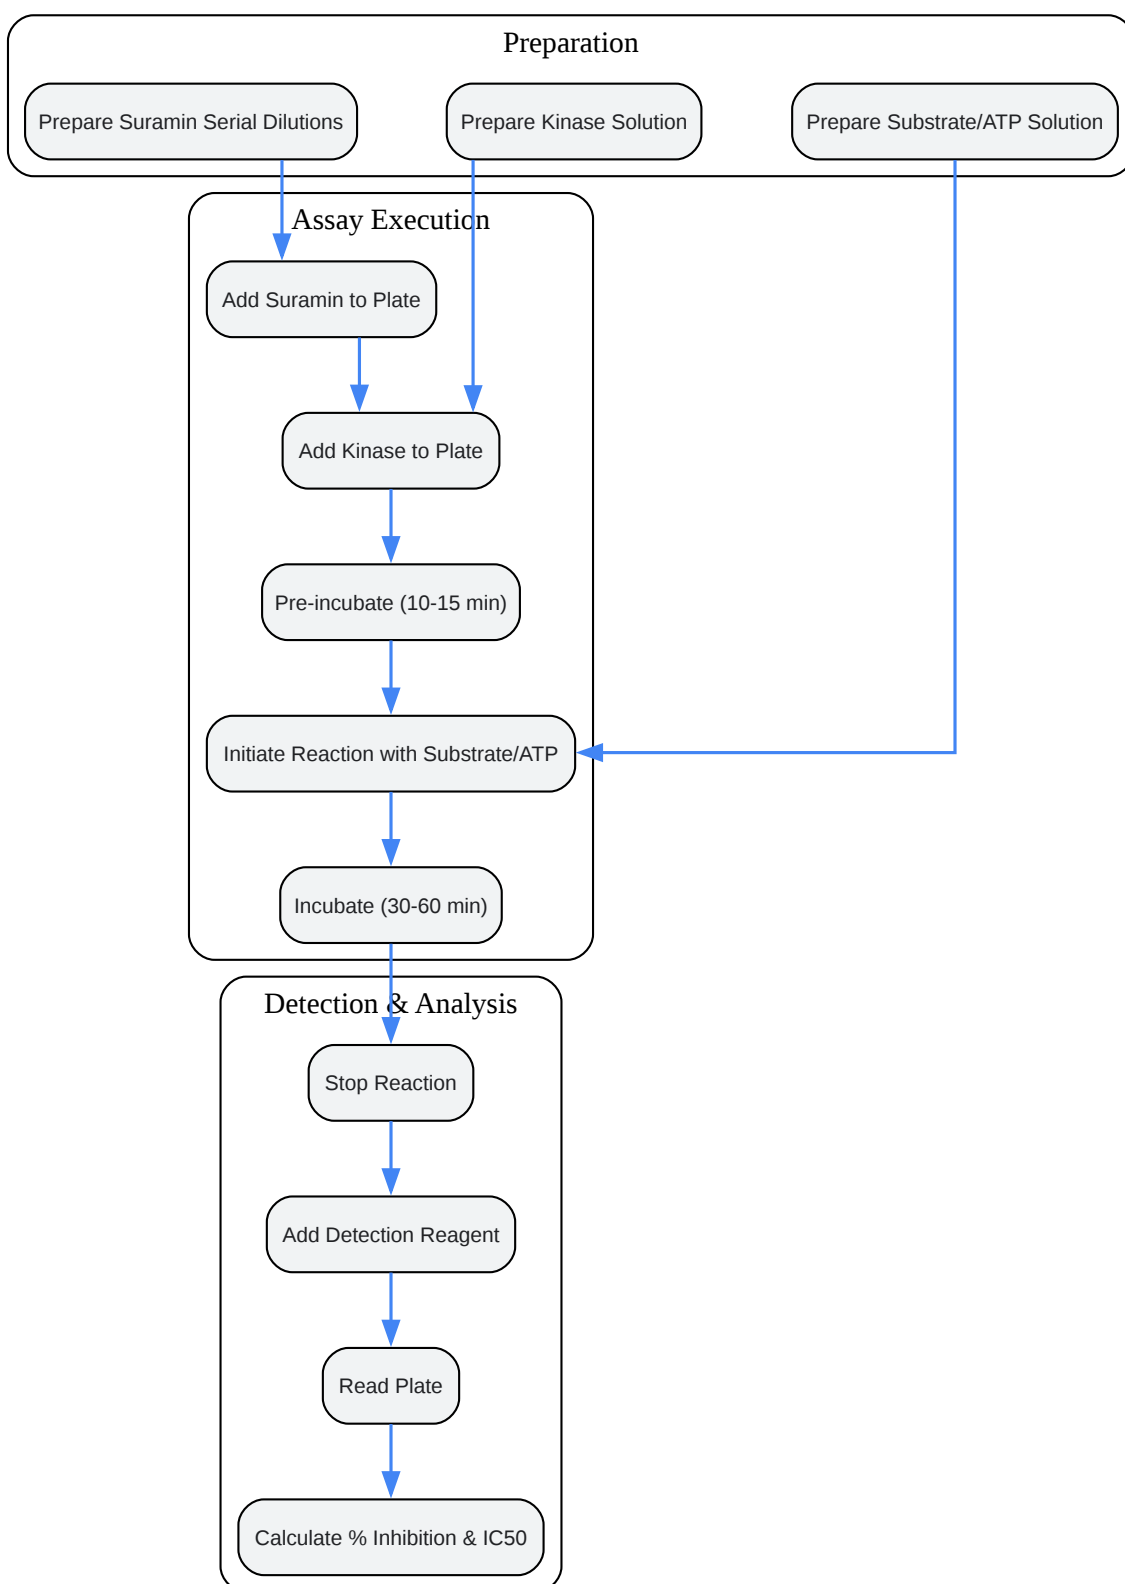 Preparation
Prepare Suramin Serial Dilutions
Prepare Kinase Solution
Prepare Substrate/ATP Solution
Assay Execution
Add Suramin to Plate
Add Kinase to Plate
Pre-incubate (10-15 min)
Initiate Reaction with Substrate/ATP
Incubate (30-60 min)
Detection & Analysis
Stop Reaction
Add Detection Reagent
Read Plate
Calculate % Inhibition & IC50